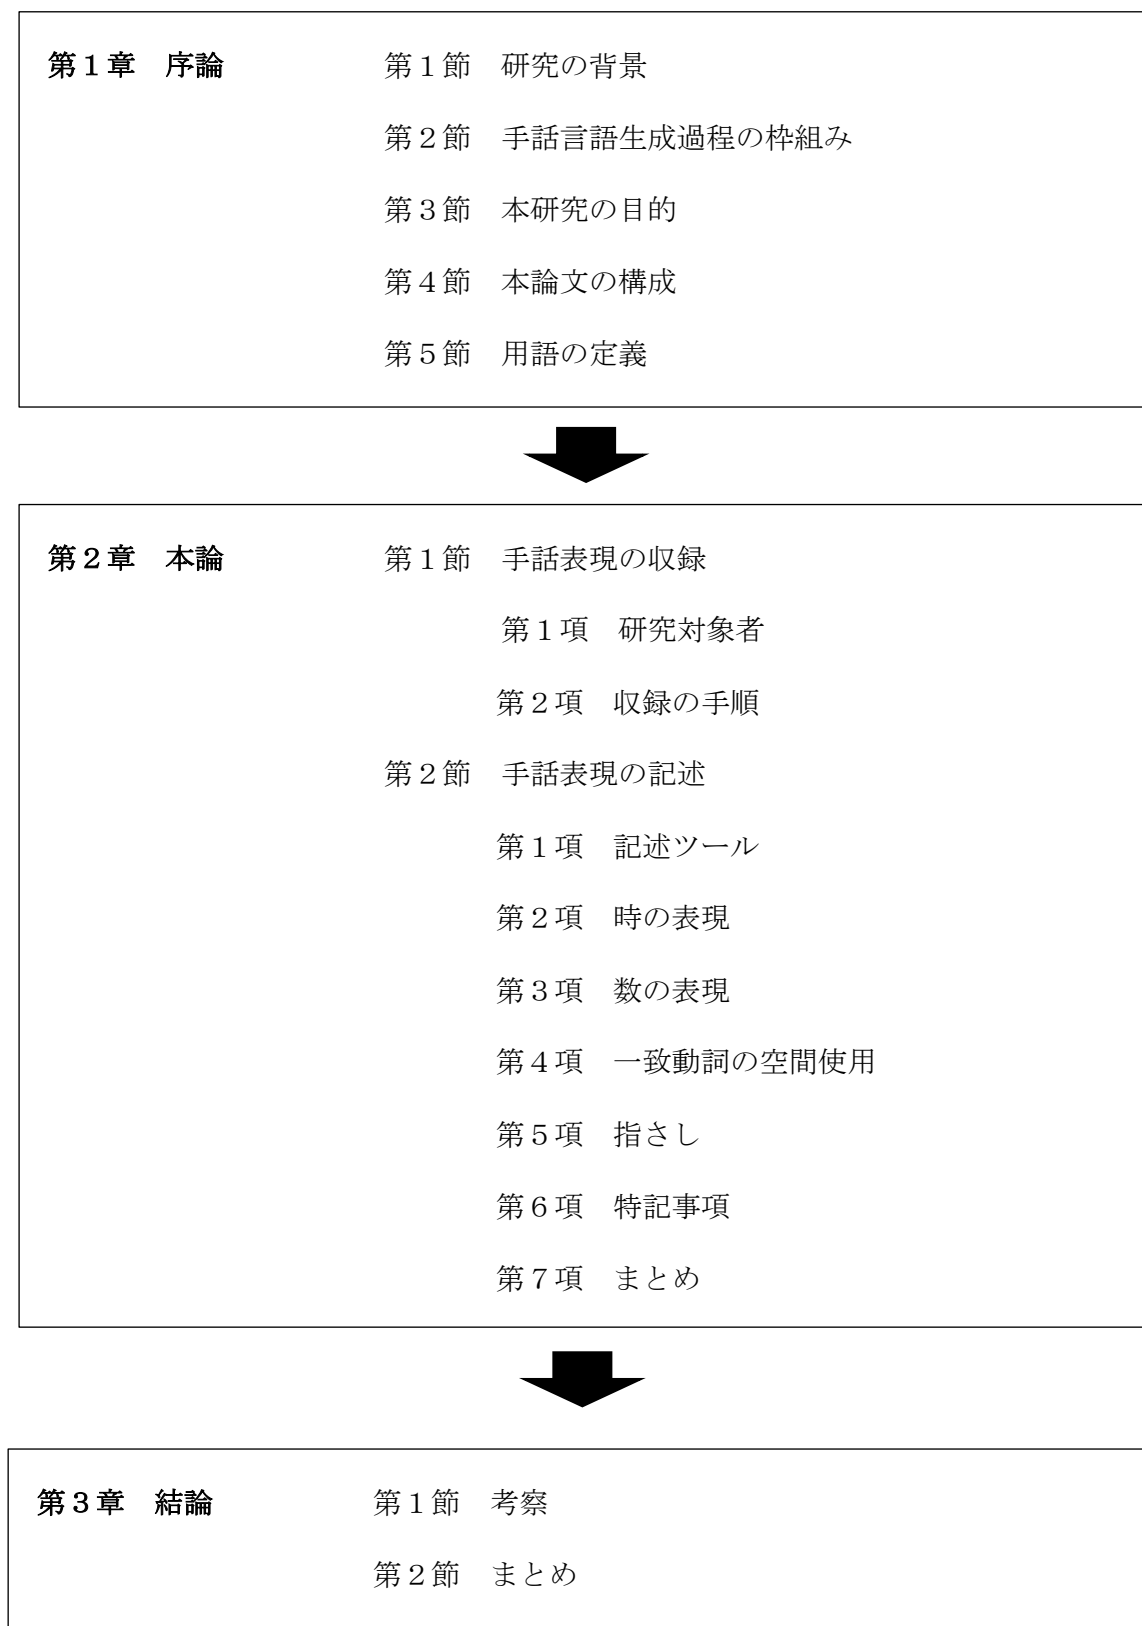 第１章　序論　第１節　研究の背景
第２節　手話言語生成過程の枠組み
第３節　本研究の目的
第４節　本論文の構成
第５節　用語の定義
第２章　本論　第１節　手話表現の収録
第１項　研究対象者
第２項　収録の手順
第２節　手話表現の記述
第１項　記述ツール
第２項　時の表現
第３項　数の表現
第４項　一致動詞の空間使用
第５項　指さし
第６項　特記事項
第７項　まとめ
第３章　結論　第１節　考察
第２節　まとめ